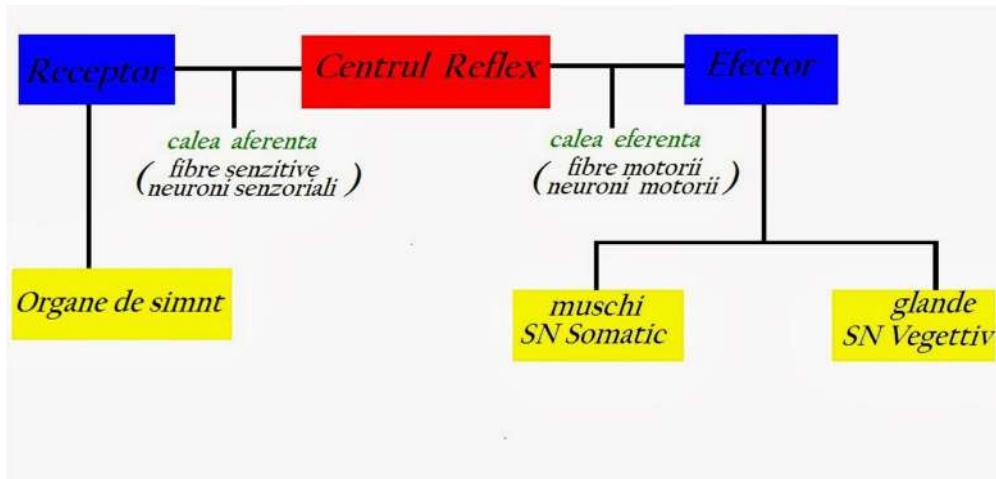 Receptor
Centrul Reflex
Efector
calea aferenta
( fibre senzitive
neuroni senzoriali )
calea eferenta
( fibre motorii
neuroni motorii )
Organe de simnt
muschi
SN Somatic
glande
SN Vegettiv